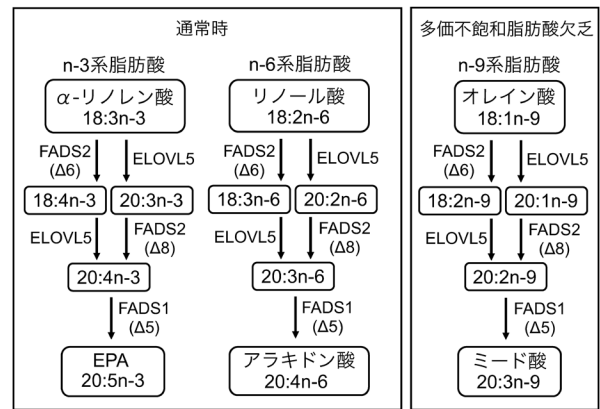 通常時
n-3系脂肪酸
α-リノレン酸
18:3n-3
FADS2
(Δ6)
ELOVL5
18:4n-3
20:3n-3
ELOVL5
FADS2
(Δ8)
20:4n-3
FADS1
(Δ5)
EPA
20:5n-3
n-6系脂肪酸
リノール酸
18:2n-6
FADS2
(Δ6)
ELOVL5
18:3n-6
20:2n-6
ELOVL5
FADS2
(Δ8)
20:3n-6
FADS1
(Δ5)
アラキドン酸
20:4n-6
多価不飽和脂肪酸欠乏
n-9系脂肪酸
オレイン酸
18:1n-9
FADS2
(Δ6)
ELOVL5
18:2n-9
20:1n-9
ELOVL5
FADS2
(Δ8)
20:2n-9
FADS1
(Δ5)
ミード酸
20:3n-9